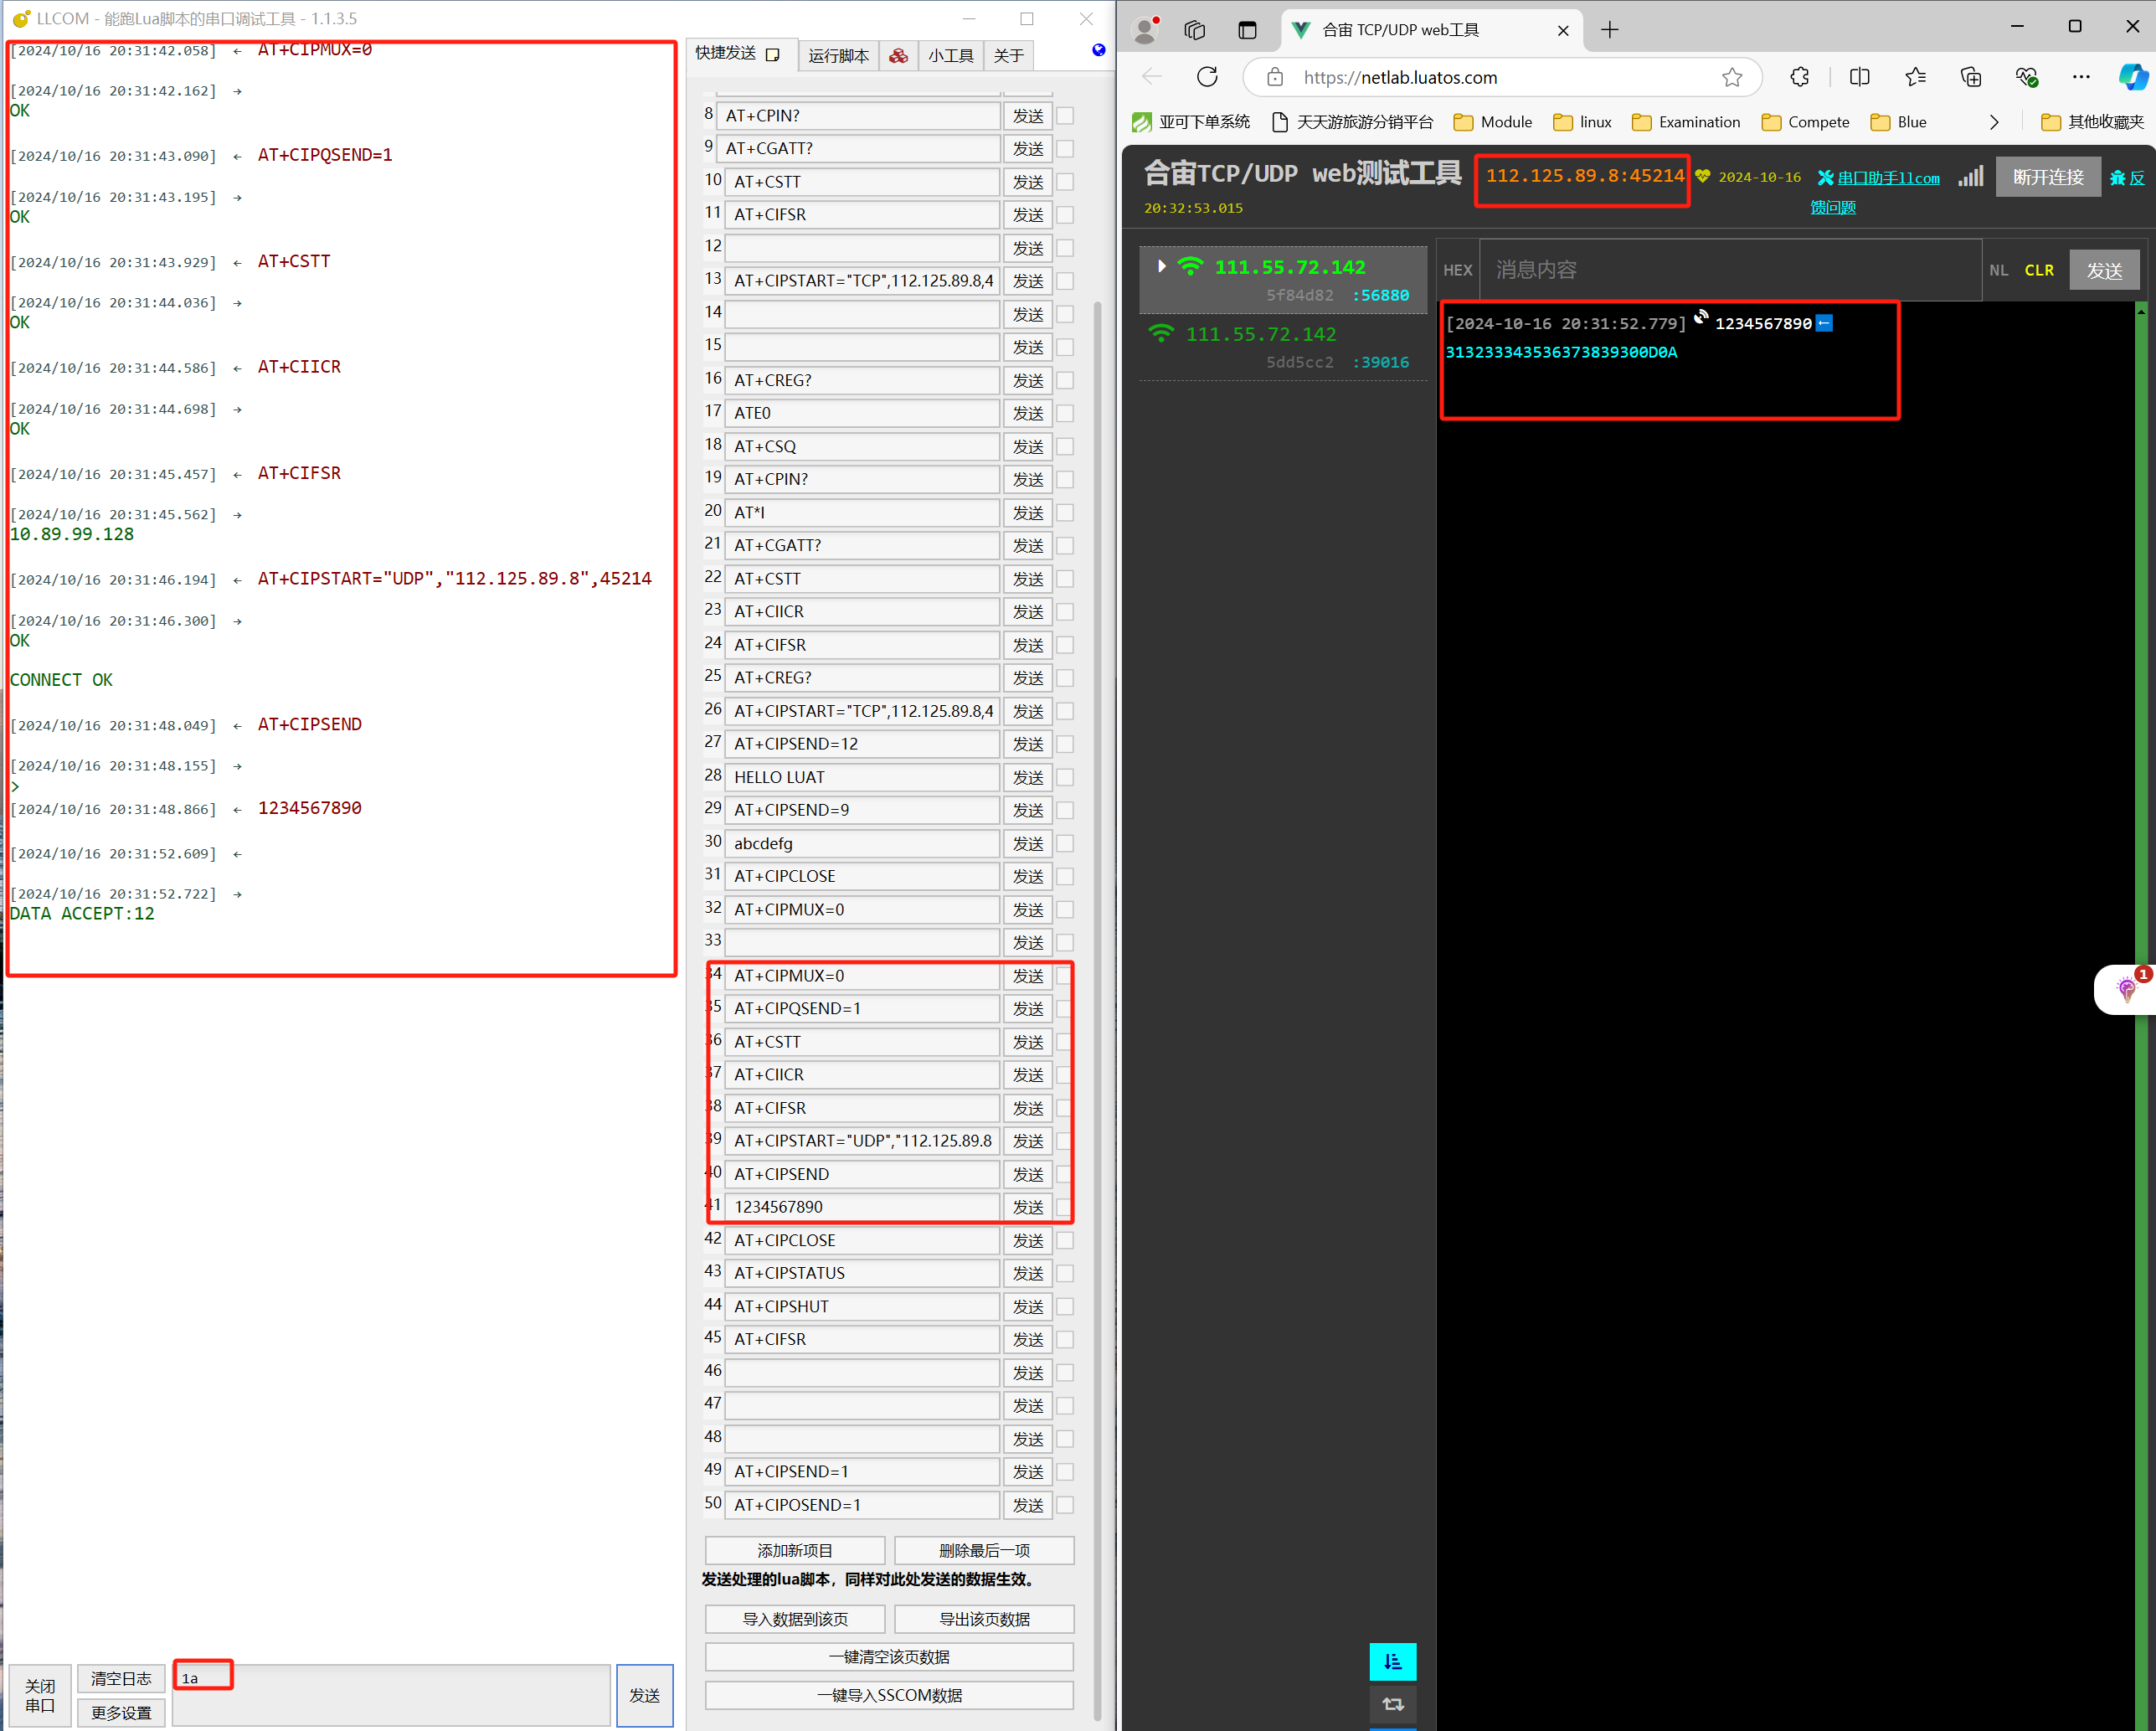 LLCOM - 能跑Lua脚本的串口调试工具 - 1.1.3.5
[2024/10/16 20:31:42.058] ← AT+CIPMUX=0
[2024/10/16 20:31:42.162] →
OK
[2024/10/16 20:31:43.090] ← AT+CIPQSEND=1
[2024/10/16 20:31:43.195] →
OK
[2024/10/16 20:31:43.929] ← AT+CSTT
[2024/10/16 20:31:44.036] →
OK
[2024/10/16 20:31:44.586] ← AT+CIICR
[2024/10/16 20:31:44.698] →
OK
[2024/10/16 20:31:45.457] ← AT+CIFSR
[2024/10/16 20:31:45.562] →
10.89.99.128
[2024/10/16 20:31:46.194] ← AT+CIPSTART="UDP","112.125.89.8",45214
[2024/10/16 20:31:46.300] →
OK
CONNECT OK
[2024/10/16 20:31:48.049] ← AT+CIPSEND
[2024/10/16 20:31:48.155] →
>
[2024/10/16 20:31:48.866] ← 1234567890
[2024/10/16 20:31:52.609] ←
[2024/10/16 20:31:52.722] →
DATA ACCEPT:12
关闭
串口
清空日志
更多设置
1a
发送
快捷发送 运行脚本 小工具 关于
8 AT+CPIN? 发送
9 AT+CGATT? 发送
10 AT+CSTT 发送
11 AT+CIFSR 发送
12 发送
13 AT+CIPSTART="TCP",112.125.89.8,4 发送
14 发送
15 发送
16 AT+CREG? 发送
17 ATE0 发送
18 AT+CSQ 发送
19 AT+CPIN? 发送
20 AT*I 发送
21 AT+CGATT? 发送
22 AT+CSTT 发送
23 AT+CIICR 发送
24 AT+CIFSR 发送
25 AT+CREG? 发送
26 AT+CIPSTART="TCP",112.125.89.8,4 发送
27 AT+CIPSEND=12 发送
28 HELLO LUAT 发送
29 AT+CIPSEND=9 发送
30 abcdefg 发送
31 AT+CIPCLOSE 发送
32 AT+CIPMUX=0 发送
33 发送
34 AT+CIPMUX=0 发送
35 AT+CIPQSEND=1 发送
36 AT+CSTT 发送
37 AT+CIICR 发送
38 AT+CIFSR 发送
39 AT+CIPSTART="UDP","112.125.89.8 发送
40 AT+CIPSEND 发送
41 1234567890 发送
42 AT+CIPCLOSE 发送
43 AT+CIPSTATUS 发送
44 AT+CIPSHUT 发送
45 AT+CIFSR 发送
46 发送
47 发送
48 发送
49 AT+CIPSEND=1 发送
50 AT+CIPQSEND=1 发送
添加新项目 删除最后一项
发送处理的lua脚本，同样对此处发送的数据生效。
导入数据到该页 导出该页数据
一键清空该页数据
一键导入SSCOM数据
合宙 TCP/UDP web工具
https://netlab.luatos.com
亚可下单系统 天天游旅游分销平台 Module linux Examination Compete Blue 其他收藏夹
合宙TCP/UDP web测试工具 112.125.89.8:45214 2024-10-16 串口助手llcom 断开连接 反
20:32:53.015 馈问题
111.55.72.142
5f84d82 :56880
111.55.72.142
5dd5cc2 :39016
HEX 消息内容 NL CLR 发送
[2024-10-16 20:31:52.779] 1234567890←
313233343536373839300D0A
1